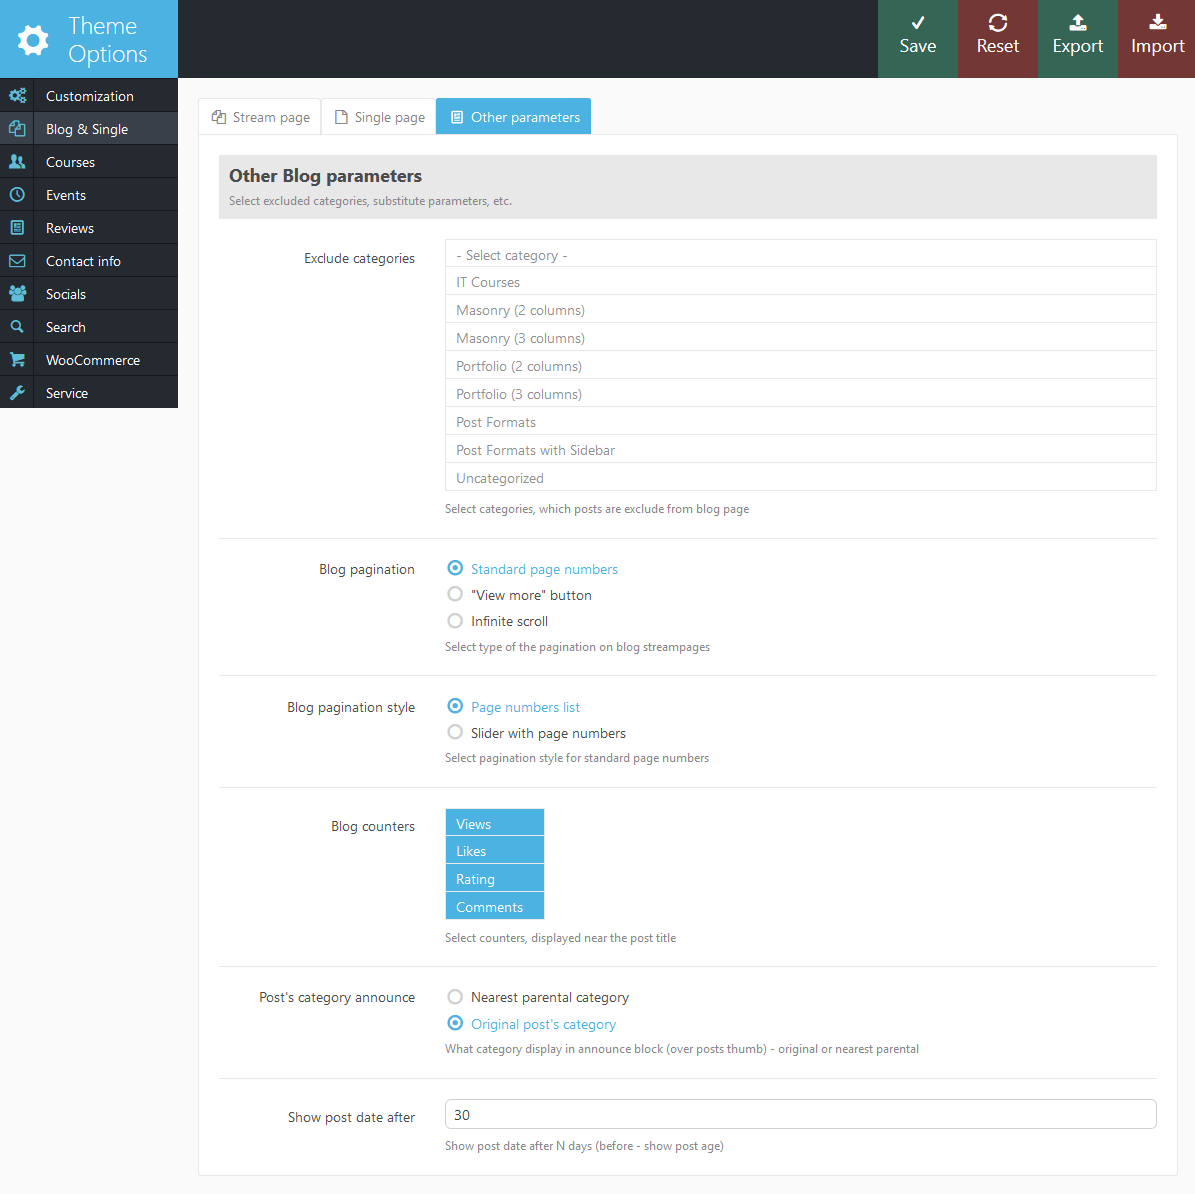 Theme
Options
Save
Reset
Export
Import
Customization
Blog & Single
Courses
Events
Reviews
Contact info
Socials
Search
WooCommerce
Service
Stream page
Single page
Other parameters
Other Blog parameters
Select excluded categories, substitute parameters, etc.
Exclude categories
- Select category -
IT Courses
Masonry (2 columns)
Masonry (3 columns)
Portfolio (2 columns)
Portfolio (3 columns)
Post Formats
Post Formats with Sidebar
Uncategorized
Select categories, which posts are exclude from blog page
Blog pagination
Standard page numbers
"View more" button
Infinite scroll
Select type of the pagination on blog streampages
Blog pagination style
Page numbers list
Slider with page numbers
Select pagination style for standard page numbers
Blog counters
Views
Likes
Rating
Comments
Select counters, displayed near the post title
Post's category announce
Nearest parental category
Original post's category
What category display in announce block (over posts thumb) - original or nearest parental
Show post date after
30
Show post date after N days (before - show post age)